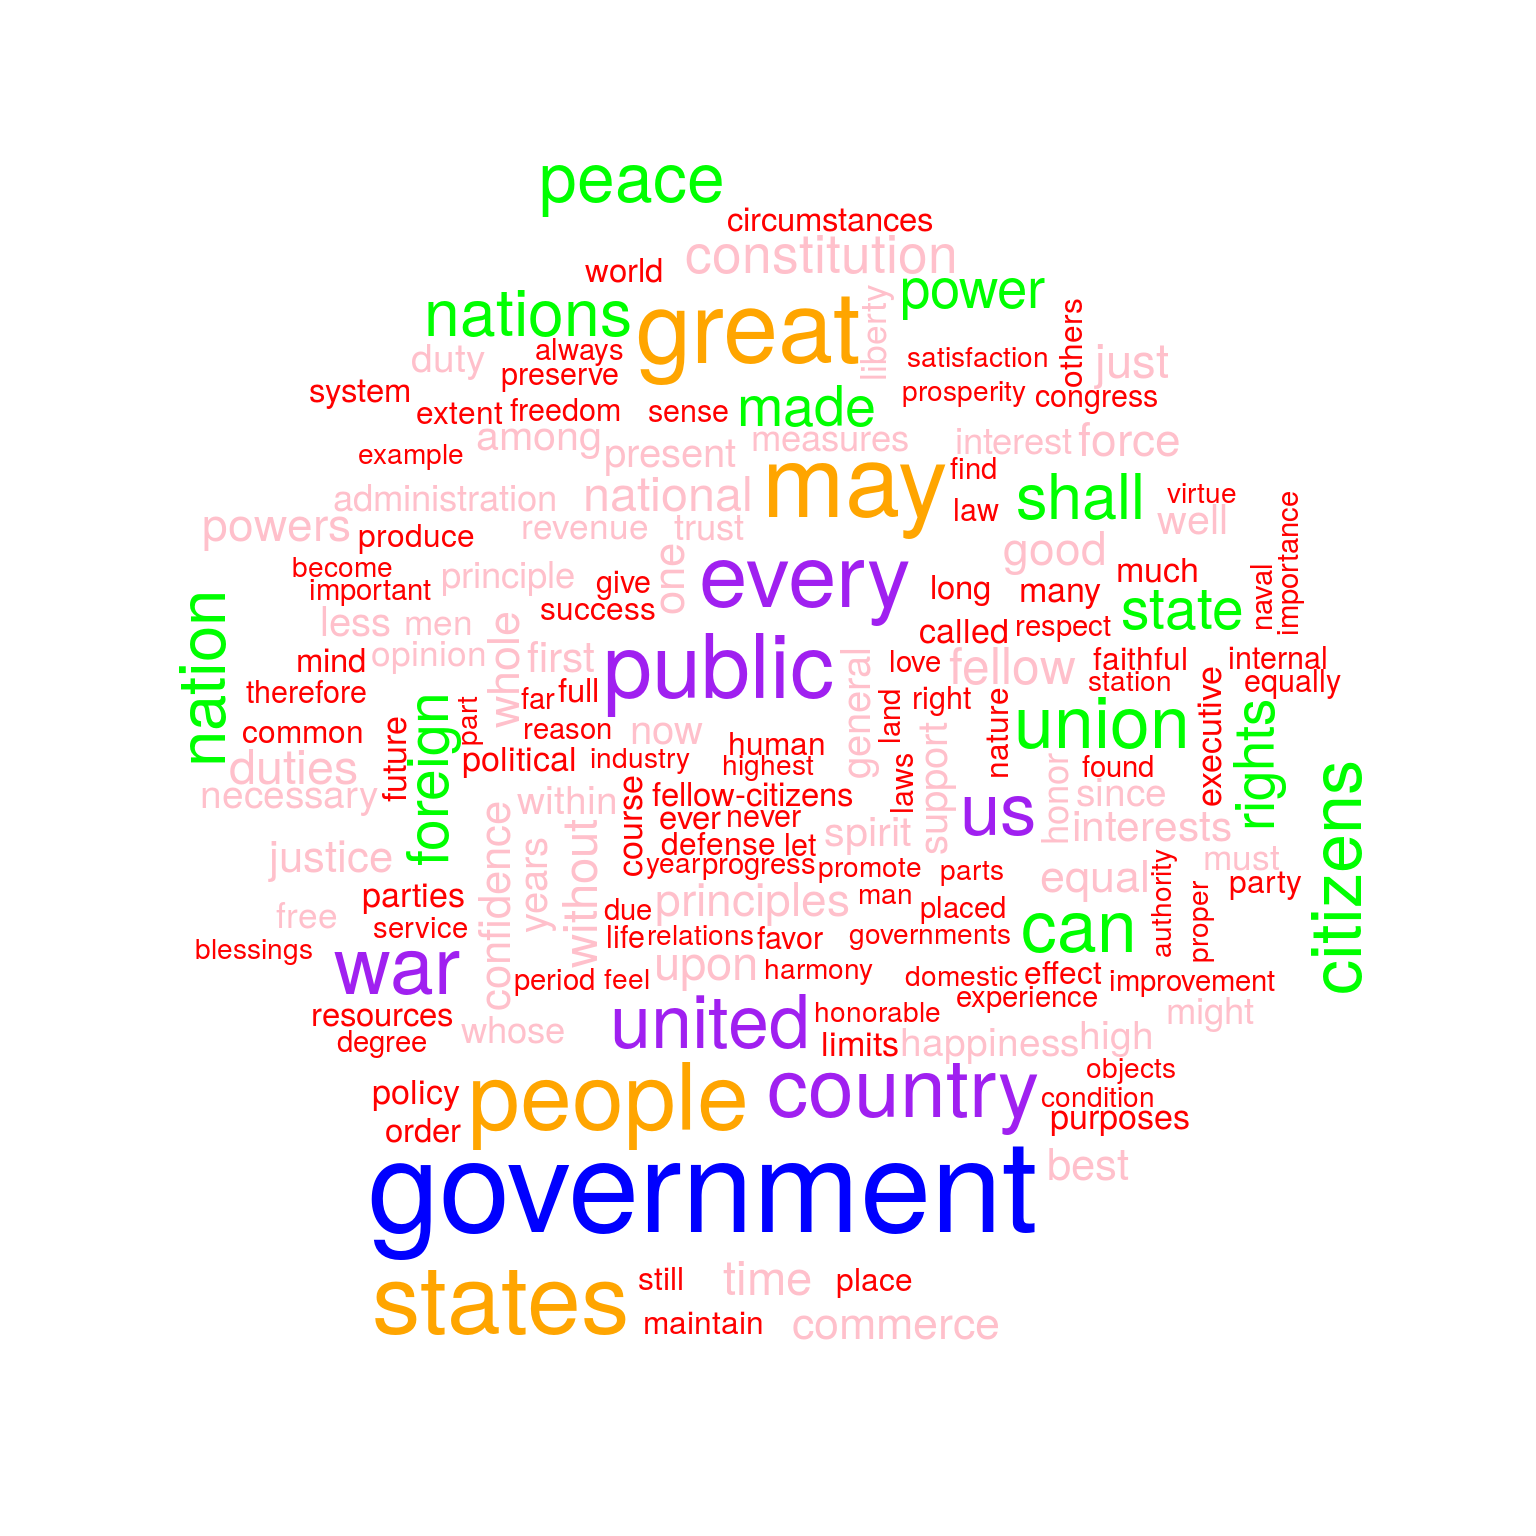 peace
circumstances
constitution
world
power
nations
great
liberty
others
always
duty
satisfaction
just
preserve
system
prosperity
congress
extent
freedom
sense
made
among
measures
interest
force
example
present
find
may
administration
national
shall
virtue
law
well
powers
produce
revenue
trust
importance
good
become
important
principle
give
one
every
long
many
much
naval
success
state
nation
less
men
whole
called
respect
mind
opinion
first
public
general
love
fellow
faithful
internal
therefore
part
far
full
land
right
station
equally
common
future
foreign
reason
now
nature
union
executive
rights
political
industry
human
highest
support
found
duties
necessary
within
course
fellow-citizens
laws
us
honor
since
citizens
confidence
years
without
ever
never
spirit
interests
justice
defense
let
must
year
progress
promote
parts
equal
authority
party
parties
principles
man
proper
free
service
due
placed
can
blessings
life
relations
favor
governments
war
period
feel
upon
harmony
domestic
effect
improvement
resources
experience
might
degree
whose
united
honorable
limits
happiness
high
objects
policy
people
country
condition
purposes
order
government
best
states
still
time
place
maintain
commerce